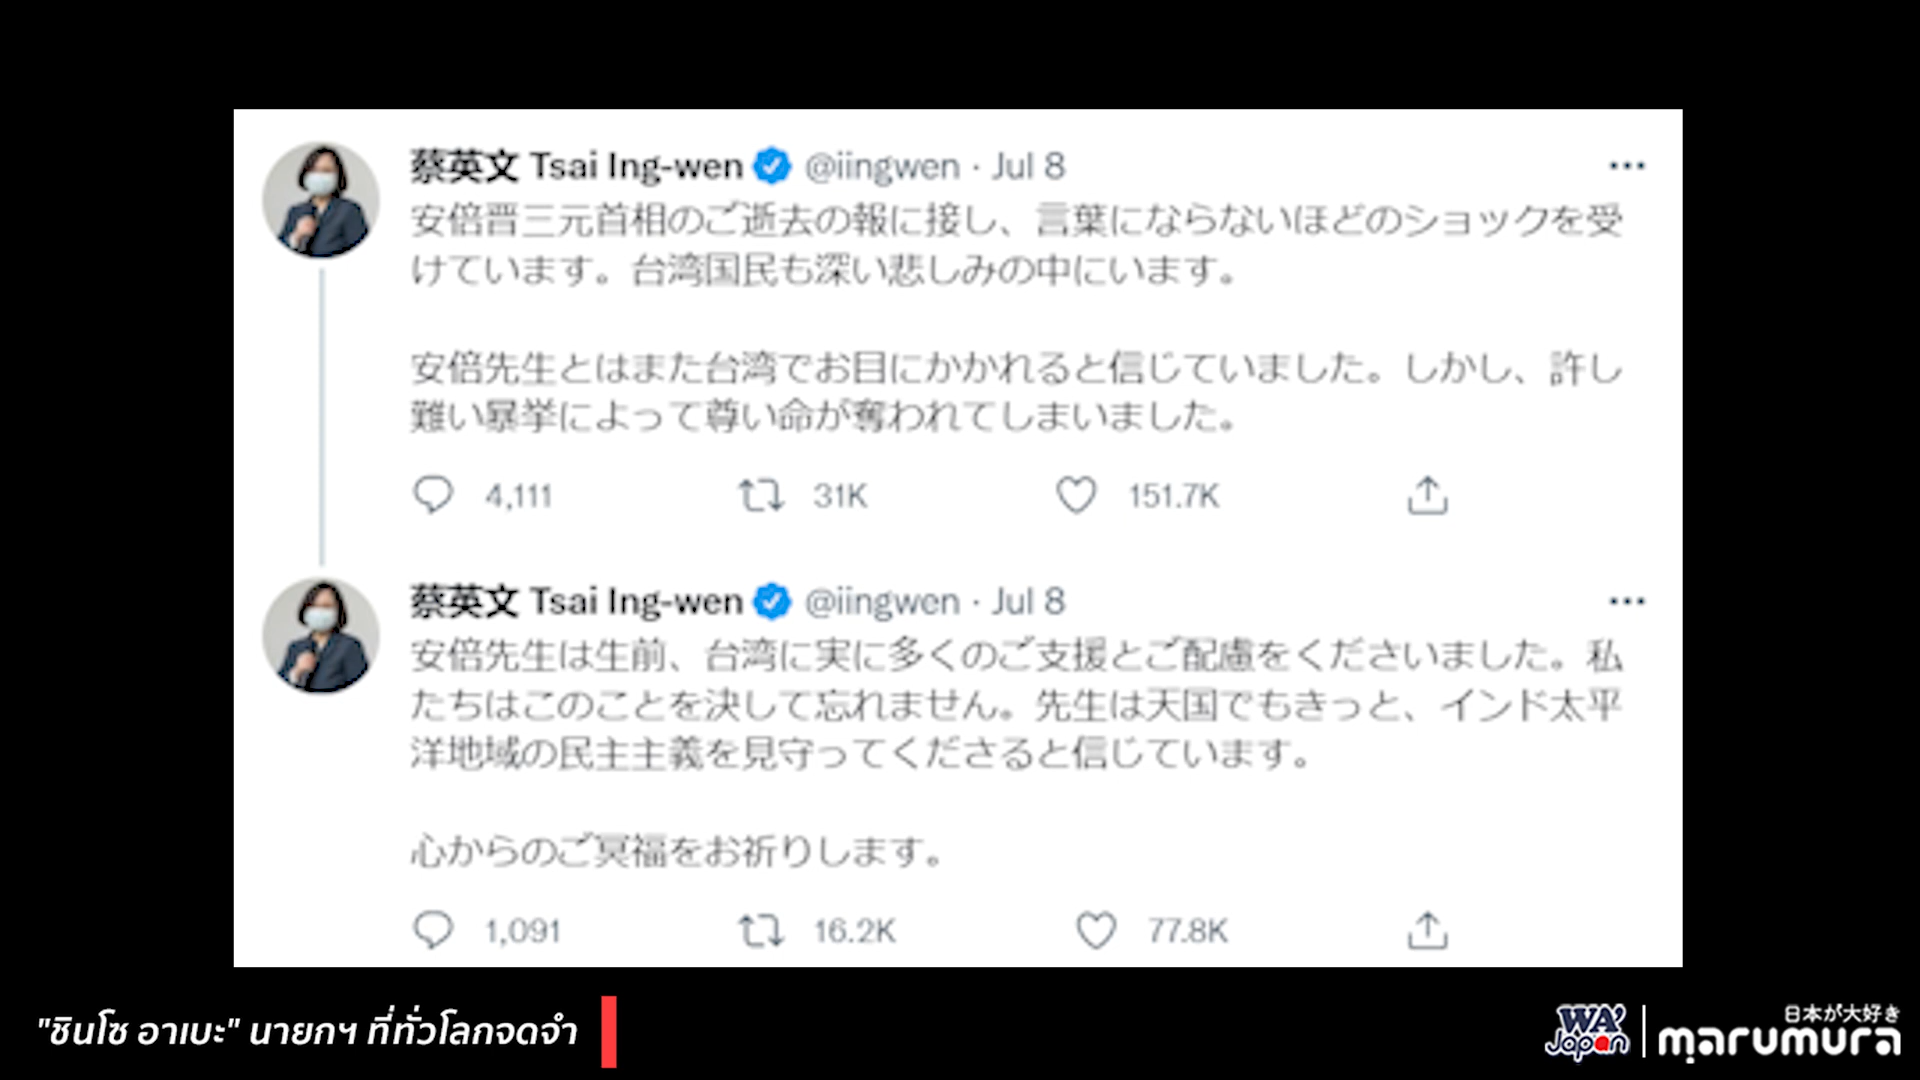 蔡英文 Tsai Ing-wen @iingwen · Jul 8
安倍晋三元首相のご逝去の報に接し、言葉にならないほどのショックを受
けています。台湾国民も深い悲しみの中にいます。
安倍先生とはまた台湾でお目にかかれると信じていました。しかし、許し
難い暴挙によって尊い命が奪われてしまいました。
4,111 31K 151.7K
蔡英文 Tsai Ing-wen @iingwen · Jul 8
安倍先生は生前、台湾に実に多くのご支援とご配慮をくださいました。私
たちはこのことを決して忘れません。先生は天国でもきっと、インド太平
洋地域の民主主義を見守ってくださると信じています。
心からのご冥福をお祈りします。
1,091 16.2K 77.8K
"ชินโซ อาเบะ" นายกฯ ที่ทั่วโลกจดจำ
WA' Japan
日本が大好き
marumura